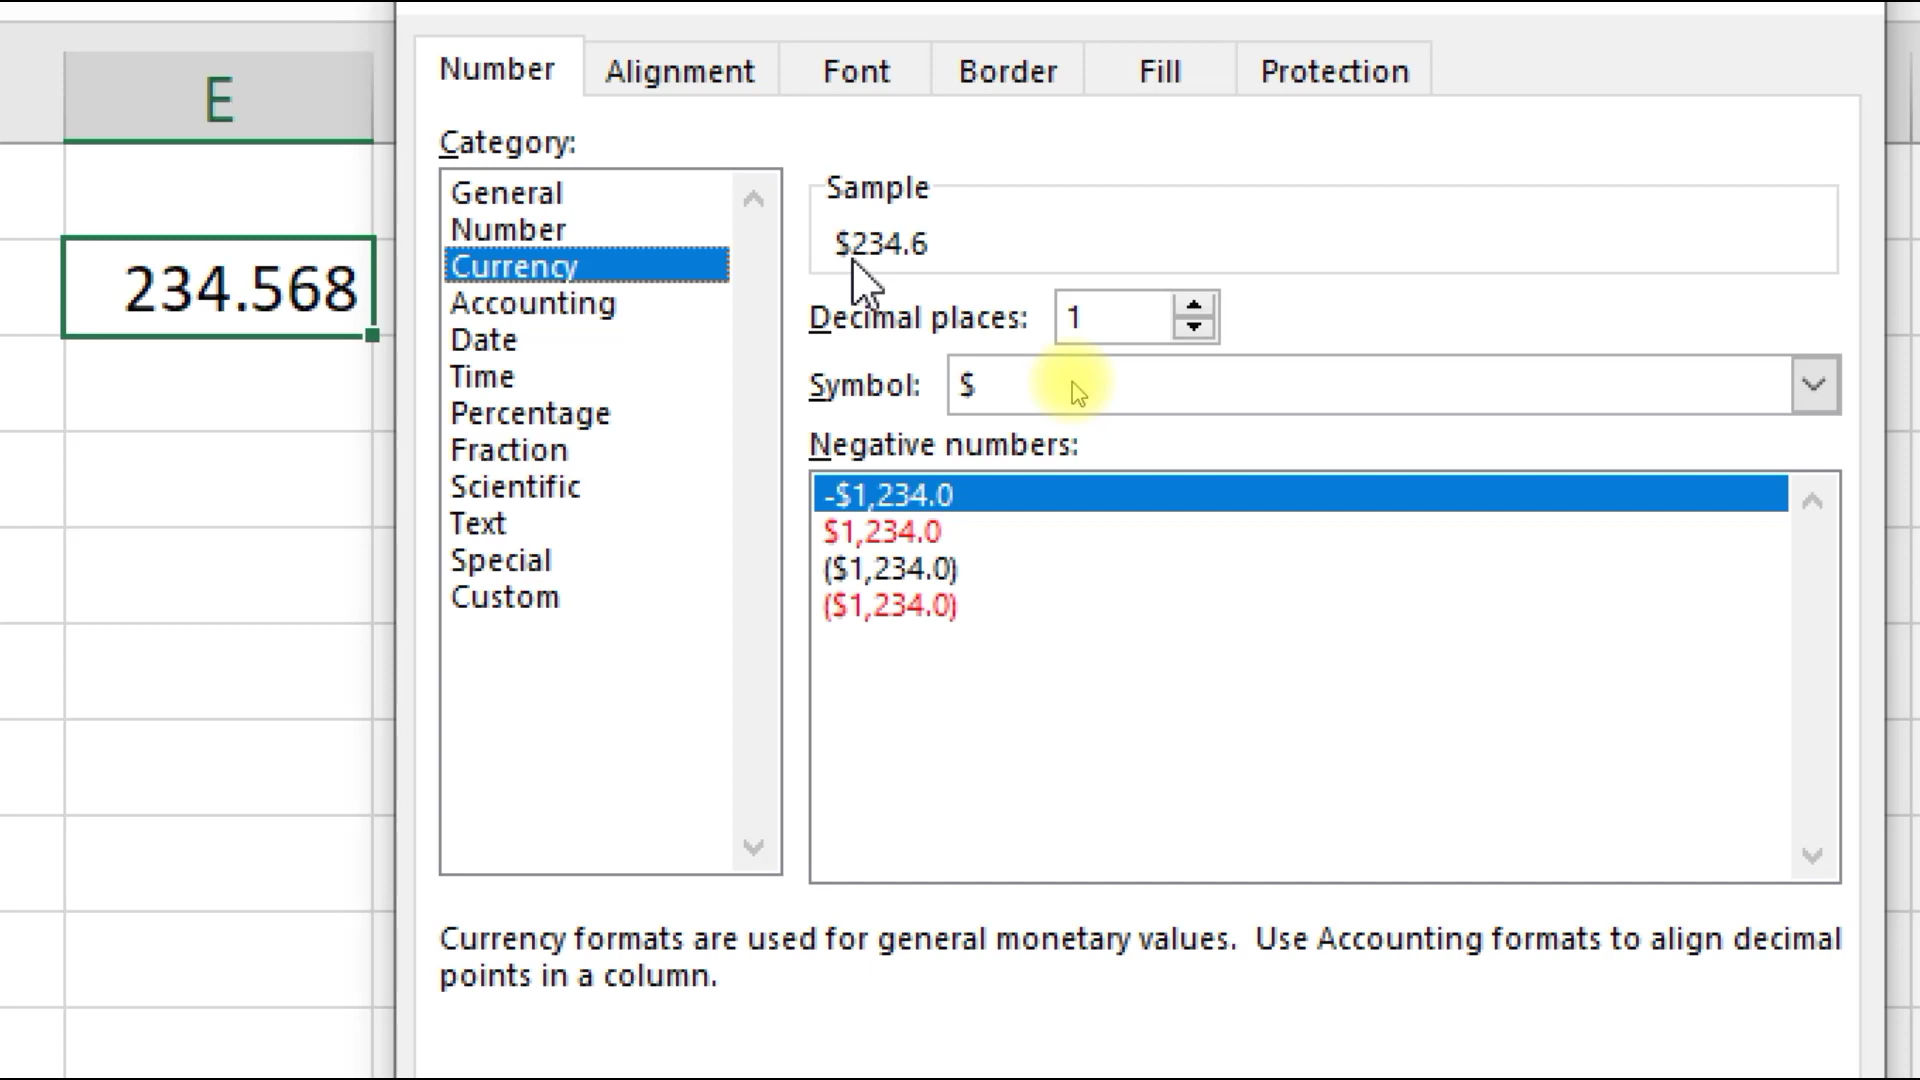 Number Alignment Font Border Fill Protection
E
Category:
General
Number
Currency
Accounting
Date
Time
Percentage
Fraction
Scientific
Text
Special
Custom
234.568
Sample
$234.6
Decimal places: 1
Symbol: $
Negative numbers:
-$1,234.0
$1,234.0
($1,234.0)
($1,234.0)
Currency formats are used for general monetary values.  Use Accounting formats to align decimal
points in a column.